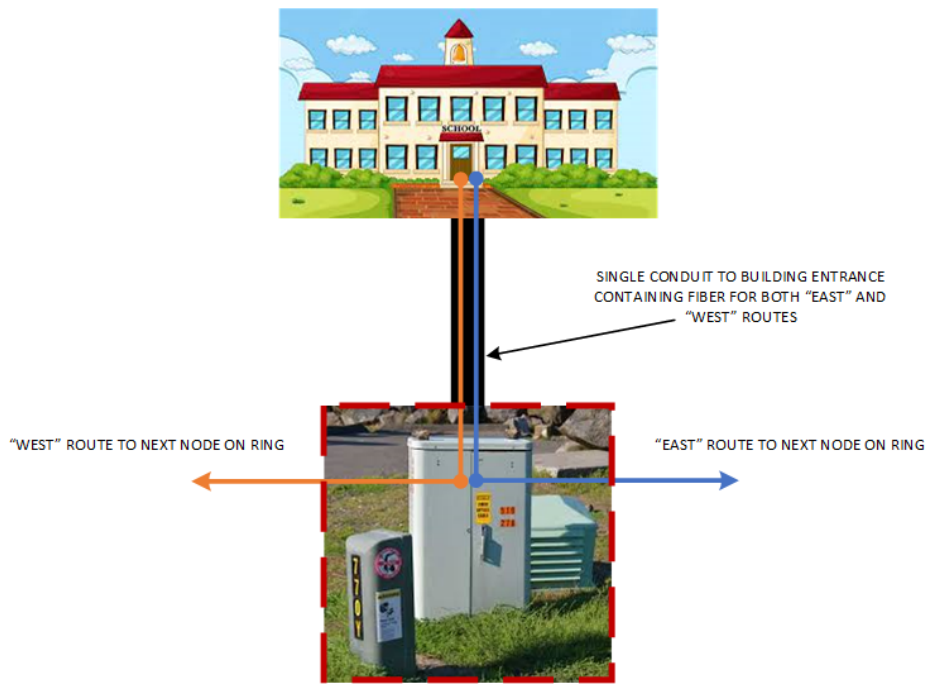 SCHOOL
SINGLE CONDUIT TO BUILDING ENTRANCE
CONTAINING FIBER FOR BOTH “EAST” AND
“WEST” ROUTES
“WEST” ROUTE TO NEXT NODE ON RING
“EAST” ROUTE TO NEXT NODE ON RING